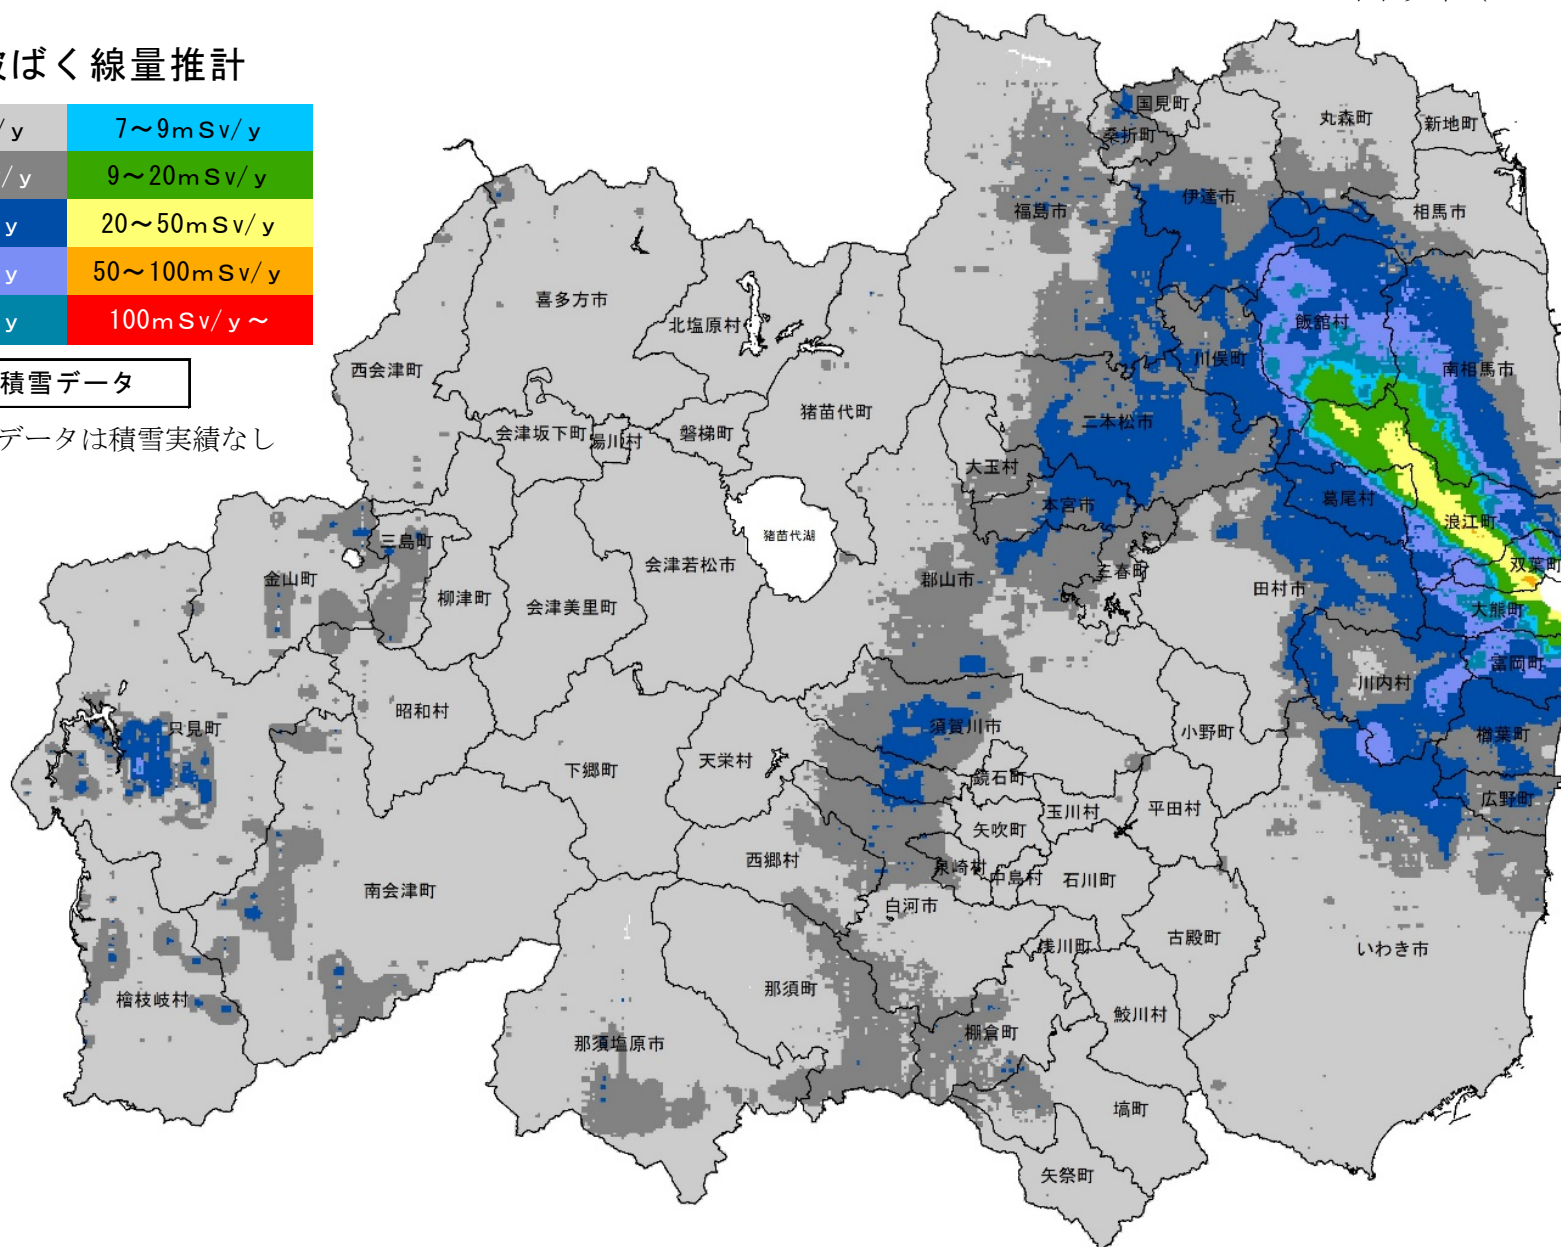 ばく線量推計
/y 7～9mSv/y
/y 9～20mSv/y
y 20～50mSv/y
y 50～100mSv/y
y 100mSv/y～
積雪データ
データは積雪実績なし
国見町
桑折町
丸森町
新地町
伊達市
福島市
相馬市
喜多方市
北塩原村
飯舘村
川俣町
南相馬市
西会津町
猪苗代町
二本松市
会津坂下町
湯川村
磐梯町
大玉村
本宮市
葛尾村
浪江町
三島町
猪苗代湖
会津若松市
双葉町
金山町
郡山市
三春町
田村市
柳津町
会津美里町
大熊町
富岡町
川内村
昭和村
只見町
須賀川市
小野町
楢葉町
天栄村
下郷町
鏡石町
広野町
玉川村
平田村
矢吹町
西郷村
泉崎村
中島村
石川町
南会津町
白河市
浅川町
古殿町
いわき市
那須町
檜枝岐村
鮫川村
棚倉町
那須塩原市
塙町
矢祭町